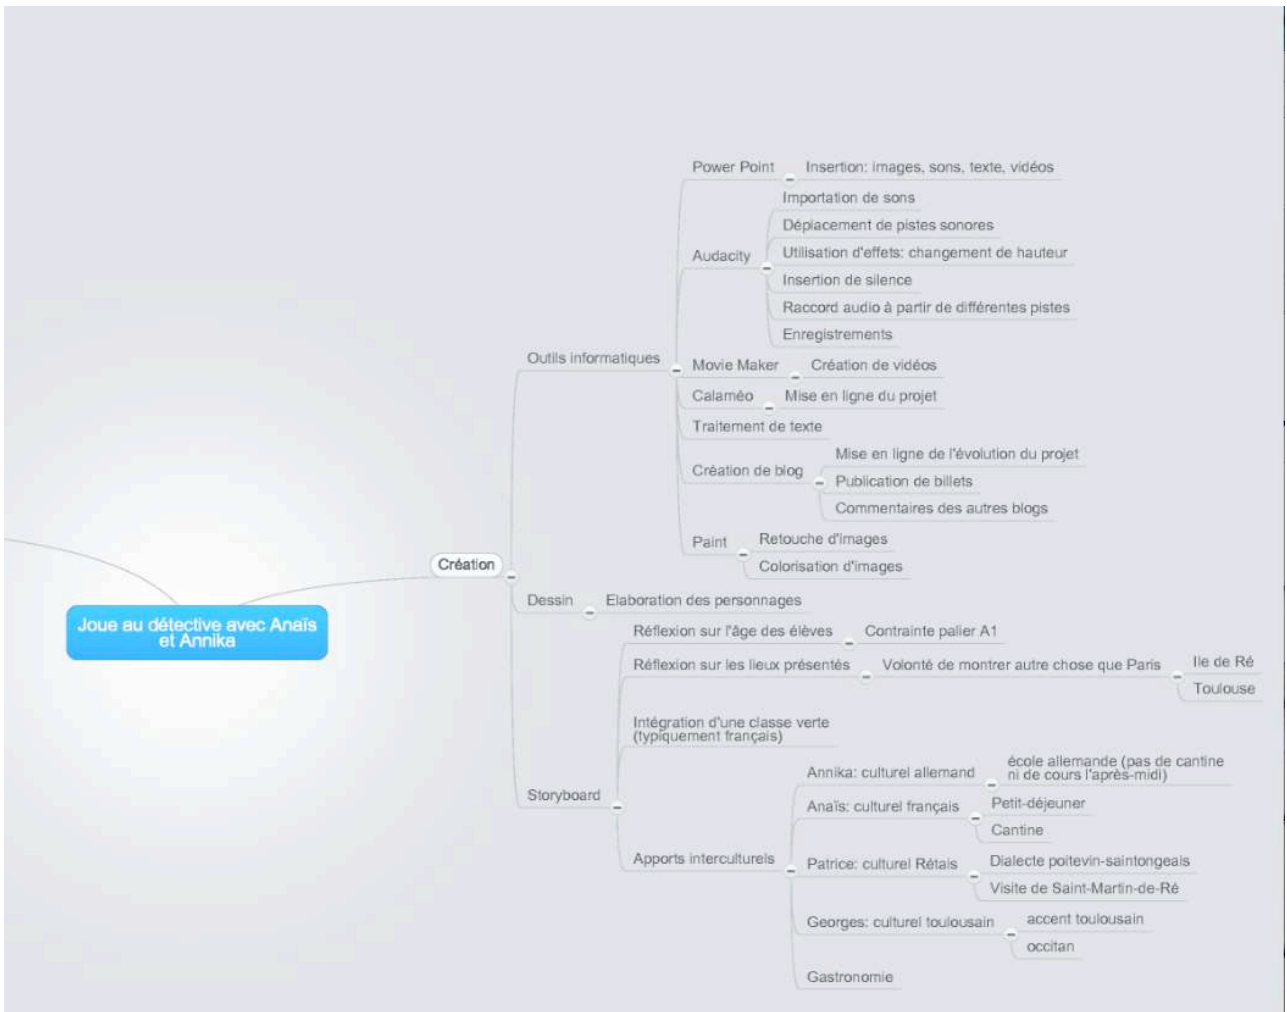 Power Point
Insertion: images, sons, texte, vidéos
Importation de sons
Déplacement de pistes sonores
Audacity
Utilisation d'effets: changement de hauteur
Insertion de silence
Raccord audio à partir de différentes pistes
Enregistrements
Outils informatiques
Movie Maker
Création de vidéos
Calaméo
Mise en ligne du projet
Traitement de texte
Création de blog
Mise en ligne de l'évolution du projet
Publication de billets
Commentaires des autres blogs
Paint
Retouche d'images
Colorisation d'images
Création
Joue au détective avec Anaïs
et Annika
Dessin
Elaboration des personnages
Réflexion sur l'âge des élèves
Contrainte palier A1
Réflexion sur les lieux présentés
Volonté de montrer autre chose que Paris
Ile de Ré
Toulouse
Intégration d'une classe verte
(typiquement français)
Storyboard
Apports interculturels
Annika: culturel allemand
école allemande (pas de cantine
ni de cours l'après-midi)
Anaïs: culturel français
Petit-déjeuner
Cantine
Patrice: culturel Rétais
Dialecte poitevin-saintongeais
Visite de Saint-Martin-de-Ré
Georges: culturel toulousain
accent toulousain
occitan
Gastronomie